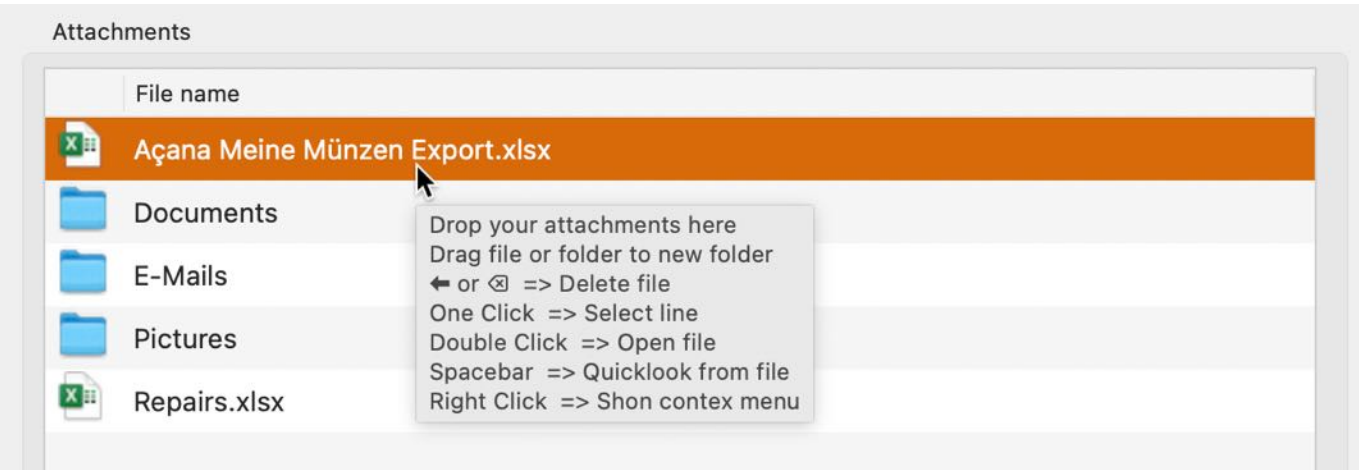 Attachments
File name
Açana Meine Münzen Export.xlsx
Documents
E-Mails
Pictures
Repairs.xlsx
Drop your attachments here
Drag file or folder to new folder
🠬 or ⌫ => Delete file
One Click => Select line
Double Click => Open file
Spacebar => Quicklook from file
Right Click => Shon contex menu